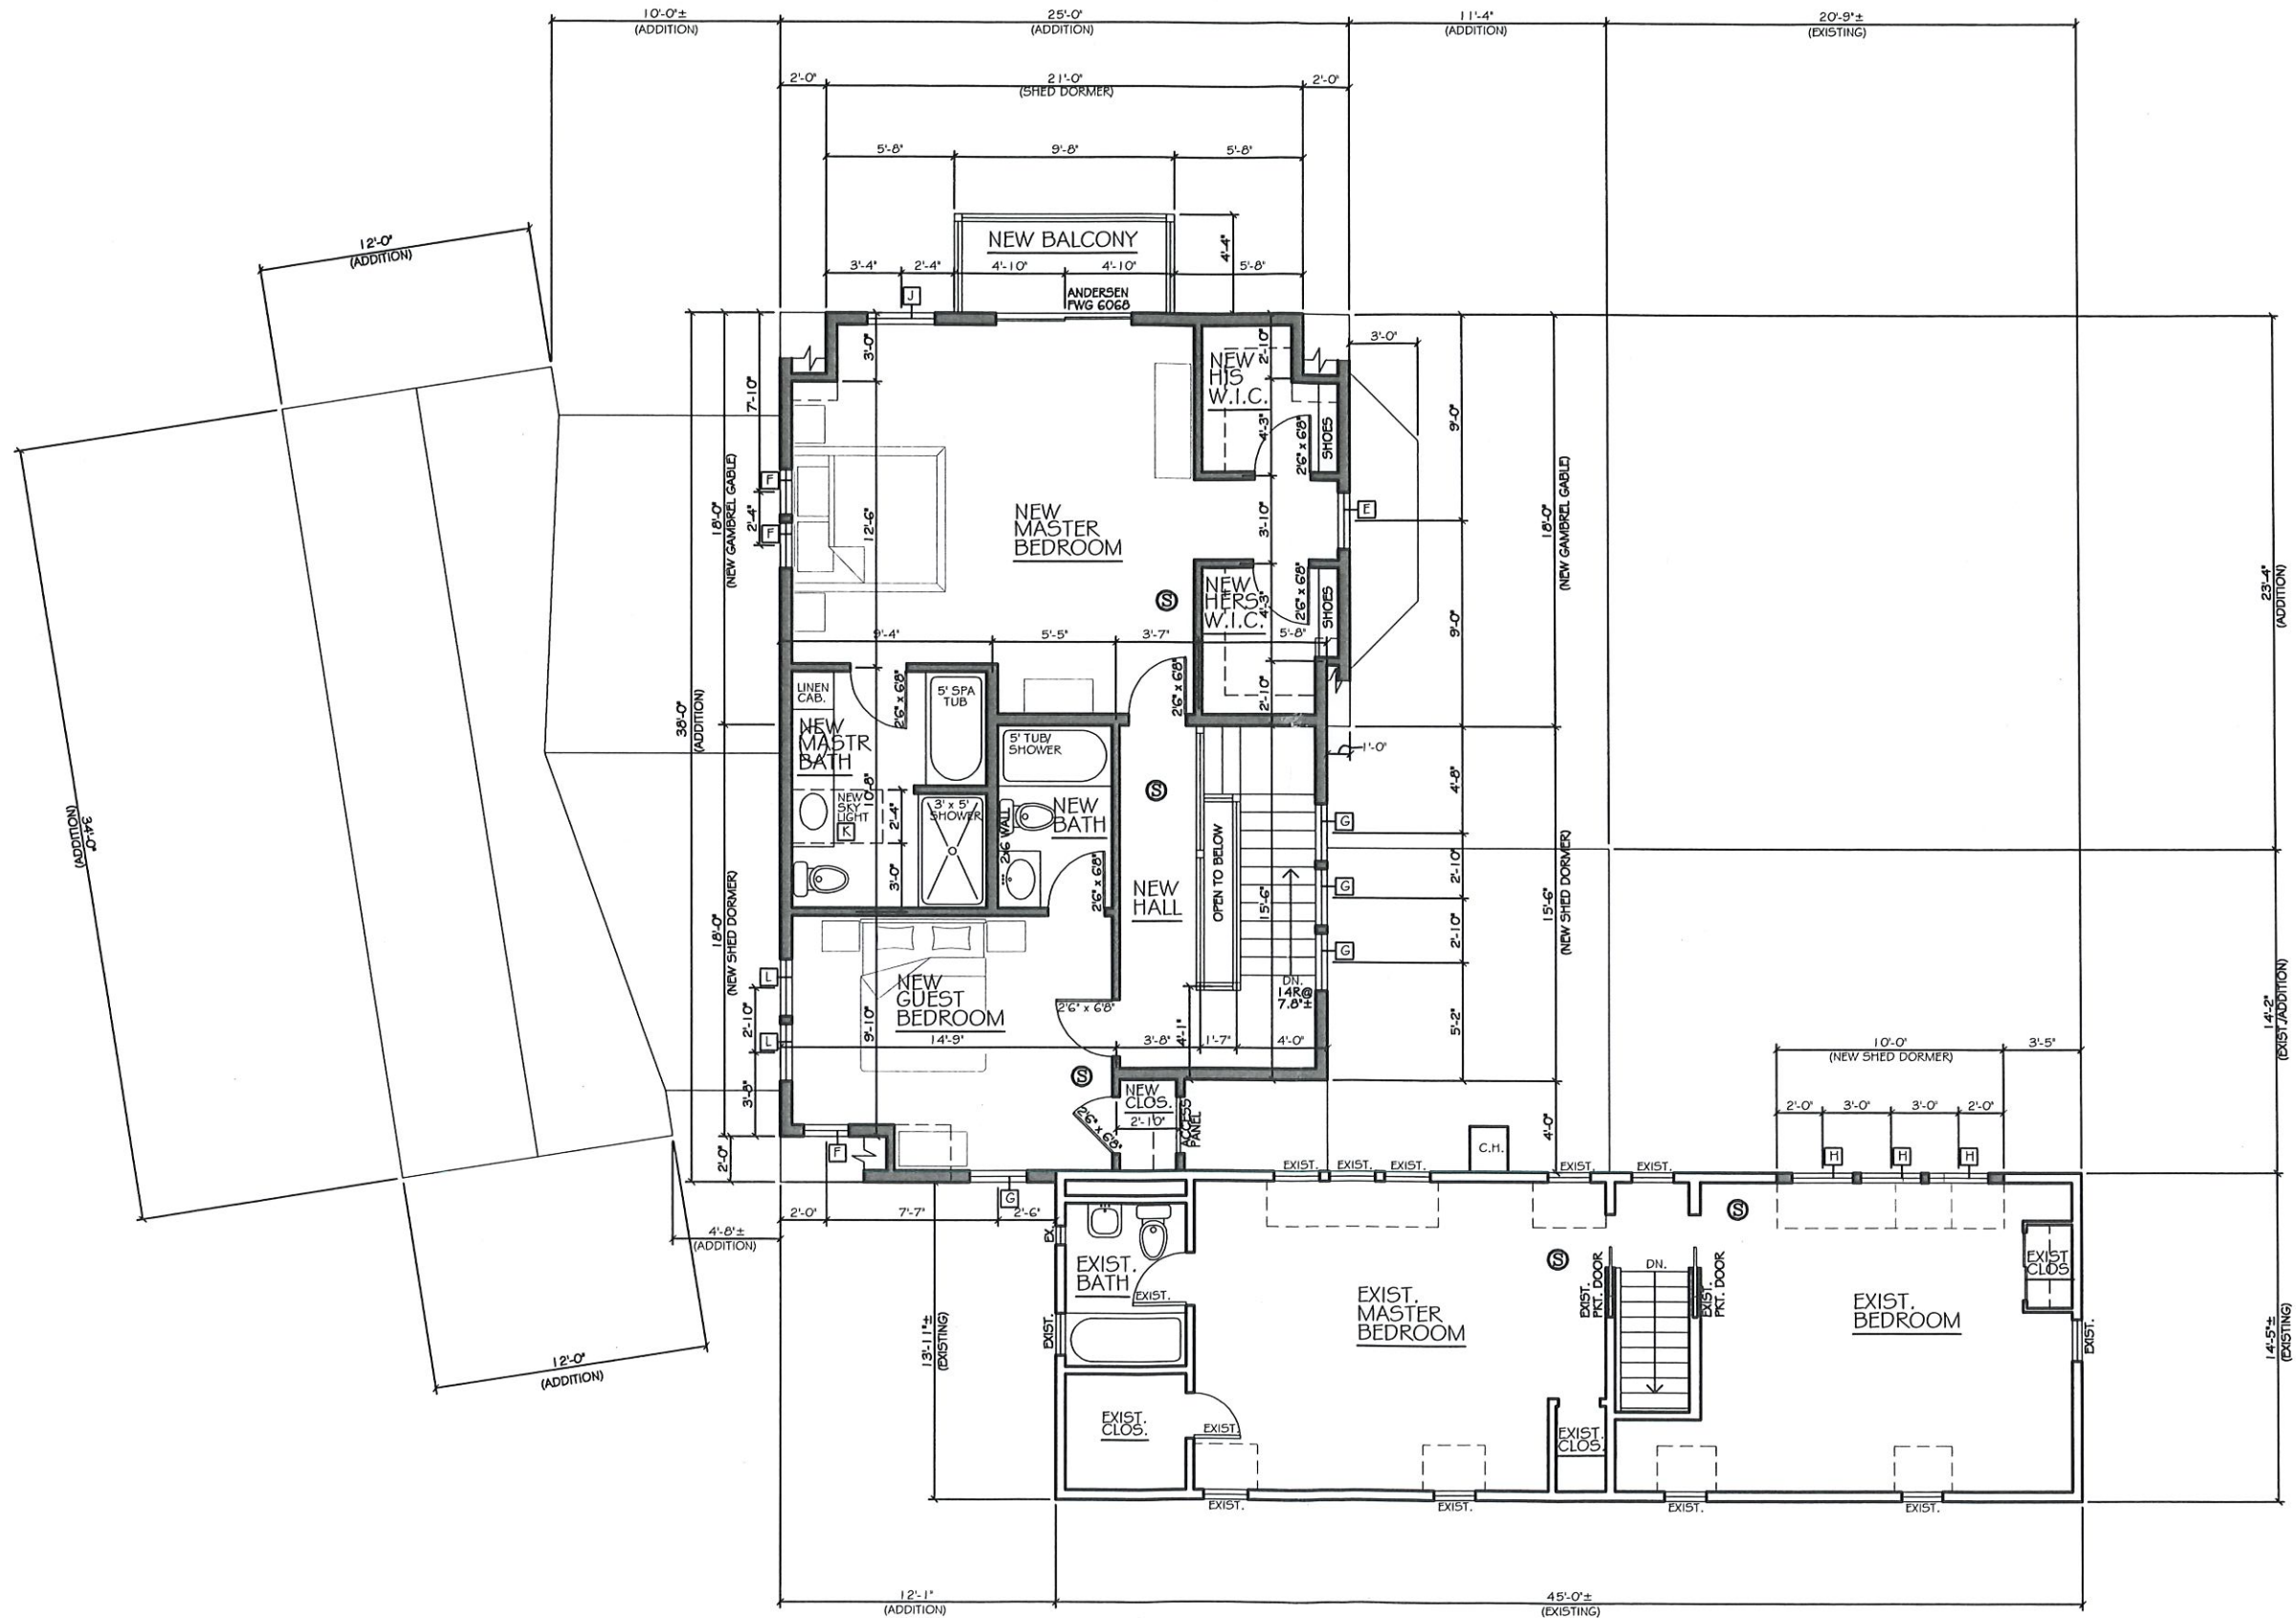 10'-0"±
(ADDITION)
25'-0"
(ADDITION)
11'-4"
(ADDITION)
20'-9"±
(EXISTING)
2'-0"
21'-0"
(SHED DORMER)
2'-0"
5'-8"
9'-8"
5'-8"
12'-0"
(ADDITION)
NEW BALCONY
4'-4"
3'-4"
2'-4"
4'-10"
4'-10"
5'-8"
J
ANDERSEN
FWG 6068
3'-0"
2'-10"
3'-0"
NEW
HIS
W.I.C.
7'-10"
4'-3"
2'6" x 6'8"
SHOES
9'-0"
18'-0"
(NEW GAMBREL GABLE)
F
2'-4"
F
12'-6"
NEW
MASTER
BEDROOM
3'-10"
E
18'-0"
(NEW GAMBREL GABLE)
23'-4"
(ADDITION)
S
NEW
HERS
W.I.C.
4'-3"
2'6" x 6'8"
SHOES
9'-0"
9'-4"
5'-5"
3'-7"
5'-8"
38'-0"
(ADDITION)
LINEN
CAB.
2'6" x 6'8"
5' SPA
TUB
2'6" x 6'8"
2'-10"
NEW
MASTR
BATH
5' TUB/
SHOWER
1'-0"
10'-8"
NEW
SKY
LIGHT
K
2'-4"
3' x 5'
SHOWER
2x6 WALL
NEW
BATH
S
4'-8"
G
34'-0"
(ADDITION)
3'-0"
2'6" x 6'8"
NEW
HALL
OPEN TO BELOW
15'-6"
2'-10"
G
15'-6"
(NEW SHED DORMER)
18'-0"
(NEW SHED DORMER)
2'-10"
G
L
2'-10"
L
NEW
GUEST
BEDROOM
9'-10"
2'6" x 6'8"
DN.
14R@
7.8"±
5'-2"
14'-2"
(EXIST./ADDITION)
14'-9"
3'-8"
4'-1"
1'-7"
4'-0"
10'-0"
(NEW SHED DORMER)
3'-5"
3'-8"
S
NEW
CLOS.
2'-10"
2'6" x 6'8"
ACCESS
PANEL
4'-0"
2'-0"
3'-0"
3'-0"
2'-0"
F
2'-0"
C.H.
H
H
H
EXIST.
EXIST.
EXIST.
EXIST.
EXIST.
G
2'-0"
7'-7"
2'-6"
4'-8"±
(ADDITION)
EX.
EXIST.
BATH
EXIST.
EXIST.
S
S
EXIST.
PKT. DOOR
DN.
EXIST.
PKT. DOOR
EXIST
CLOS
13'-11"±
(EXISTING)
EXIST.
MASTER
BEDROOM
EXIST.
BEDROOM
EXIST.
14'-5"±
(EXISTING)
12'-0"
(ADDITION)
EXIST.
CLOS.
EXIST.
EXIST.
CLOS.
EXIST.
EXIST.
EXIST.
EXIST.
12'-1"
(ADDITION)
45'-0"±
(EXISTING)